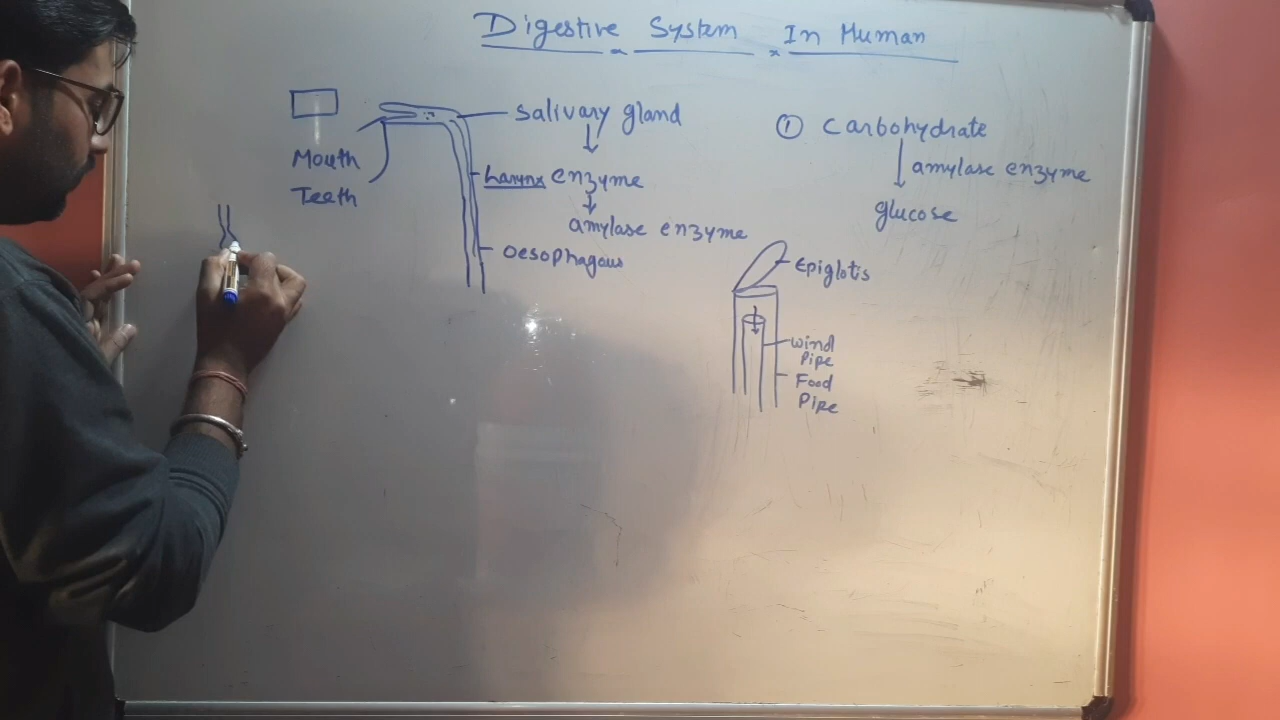 Digestive System In Human
Salivary gland
Mouth
Teeth
Larynx enzyme
amylase enzyme
Oesophagous
① Carbohydrate
amylase enzyme
glucose
Epiglotis
Wind
Pipe
Food
Pipe